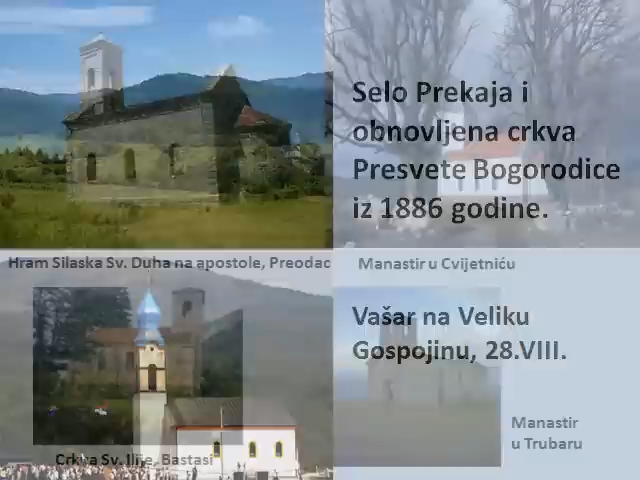 Selo Prekaja i
obnovljena crkva
Presvete Bogorodice
iz 1886 godine.
Hram Silaska Sv. Duha na apostole, Preodac
Manastir u Cvijetniću
Vašar na Veliku
Gospojinu, 28.VIII.
Manastir
u Trubaru
Crkva Sv. Ilije, Bastasi